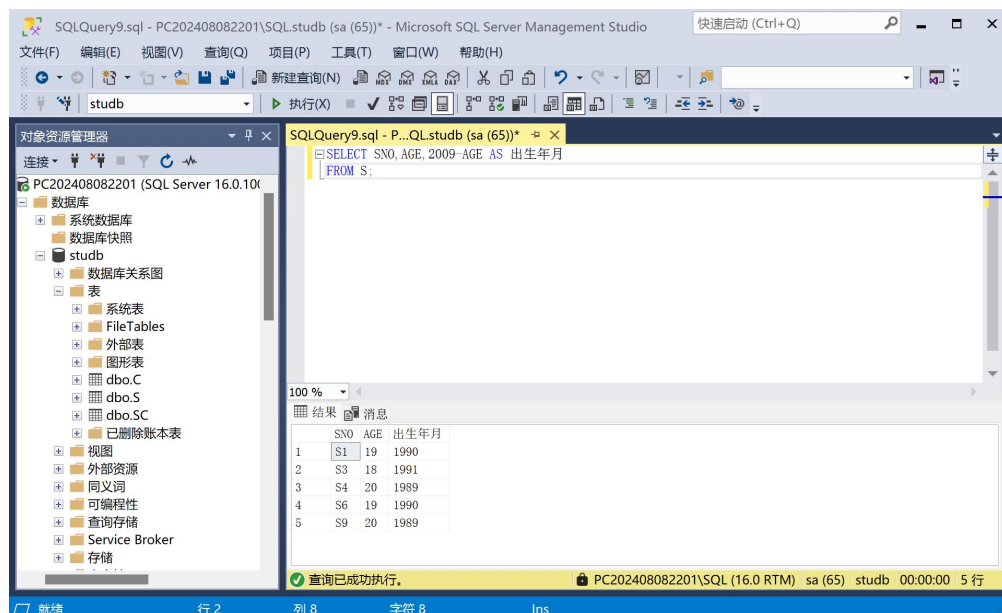 SQLQuery9.sql - PC202408082201\SQL.studb (sa (65))* - Microsoft SQL Server Management Studio
快速启动 (Ctrl+Q)
文件(F) 编辑(E) 视图(V) 查询(Q) 项目(P) 工具(T) 窗口(W) 帮助(H)
新建查询(N)
studb
执行(X)
对象资源管理器
连接
PC202408082201 (SQL Server 16.0.100
数据库
系统数据库
数据库快照
studb
数据库关系图
表
系统表
FileTables
外部表
图形表
dbo.C
dbo.S
dbo.SC
已删除账本表
视图
外部资源
同义词
可编程性
查询存储
Service Broker
存储
SQLQuery9.sql - P...QL.studb (sa (65))*
SELECT SNO,AGE,2009-AGE AS 出生年月
FROM S;
100 %
结果 消息
SNO AGE 出生年月
1 S1 19 1990
2 S3 18 1991
3 S4 20 1989
4 S6 19 1990
5 S9 20 1989
查询已成功执行。
PC202408082201\SQL (16.0 RTM) sa (65) studb 00:00:00 5 行
就绪 行 2 列 8 字符 8 Ins